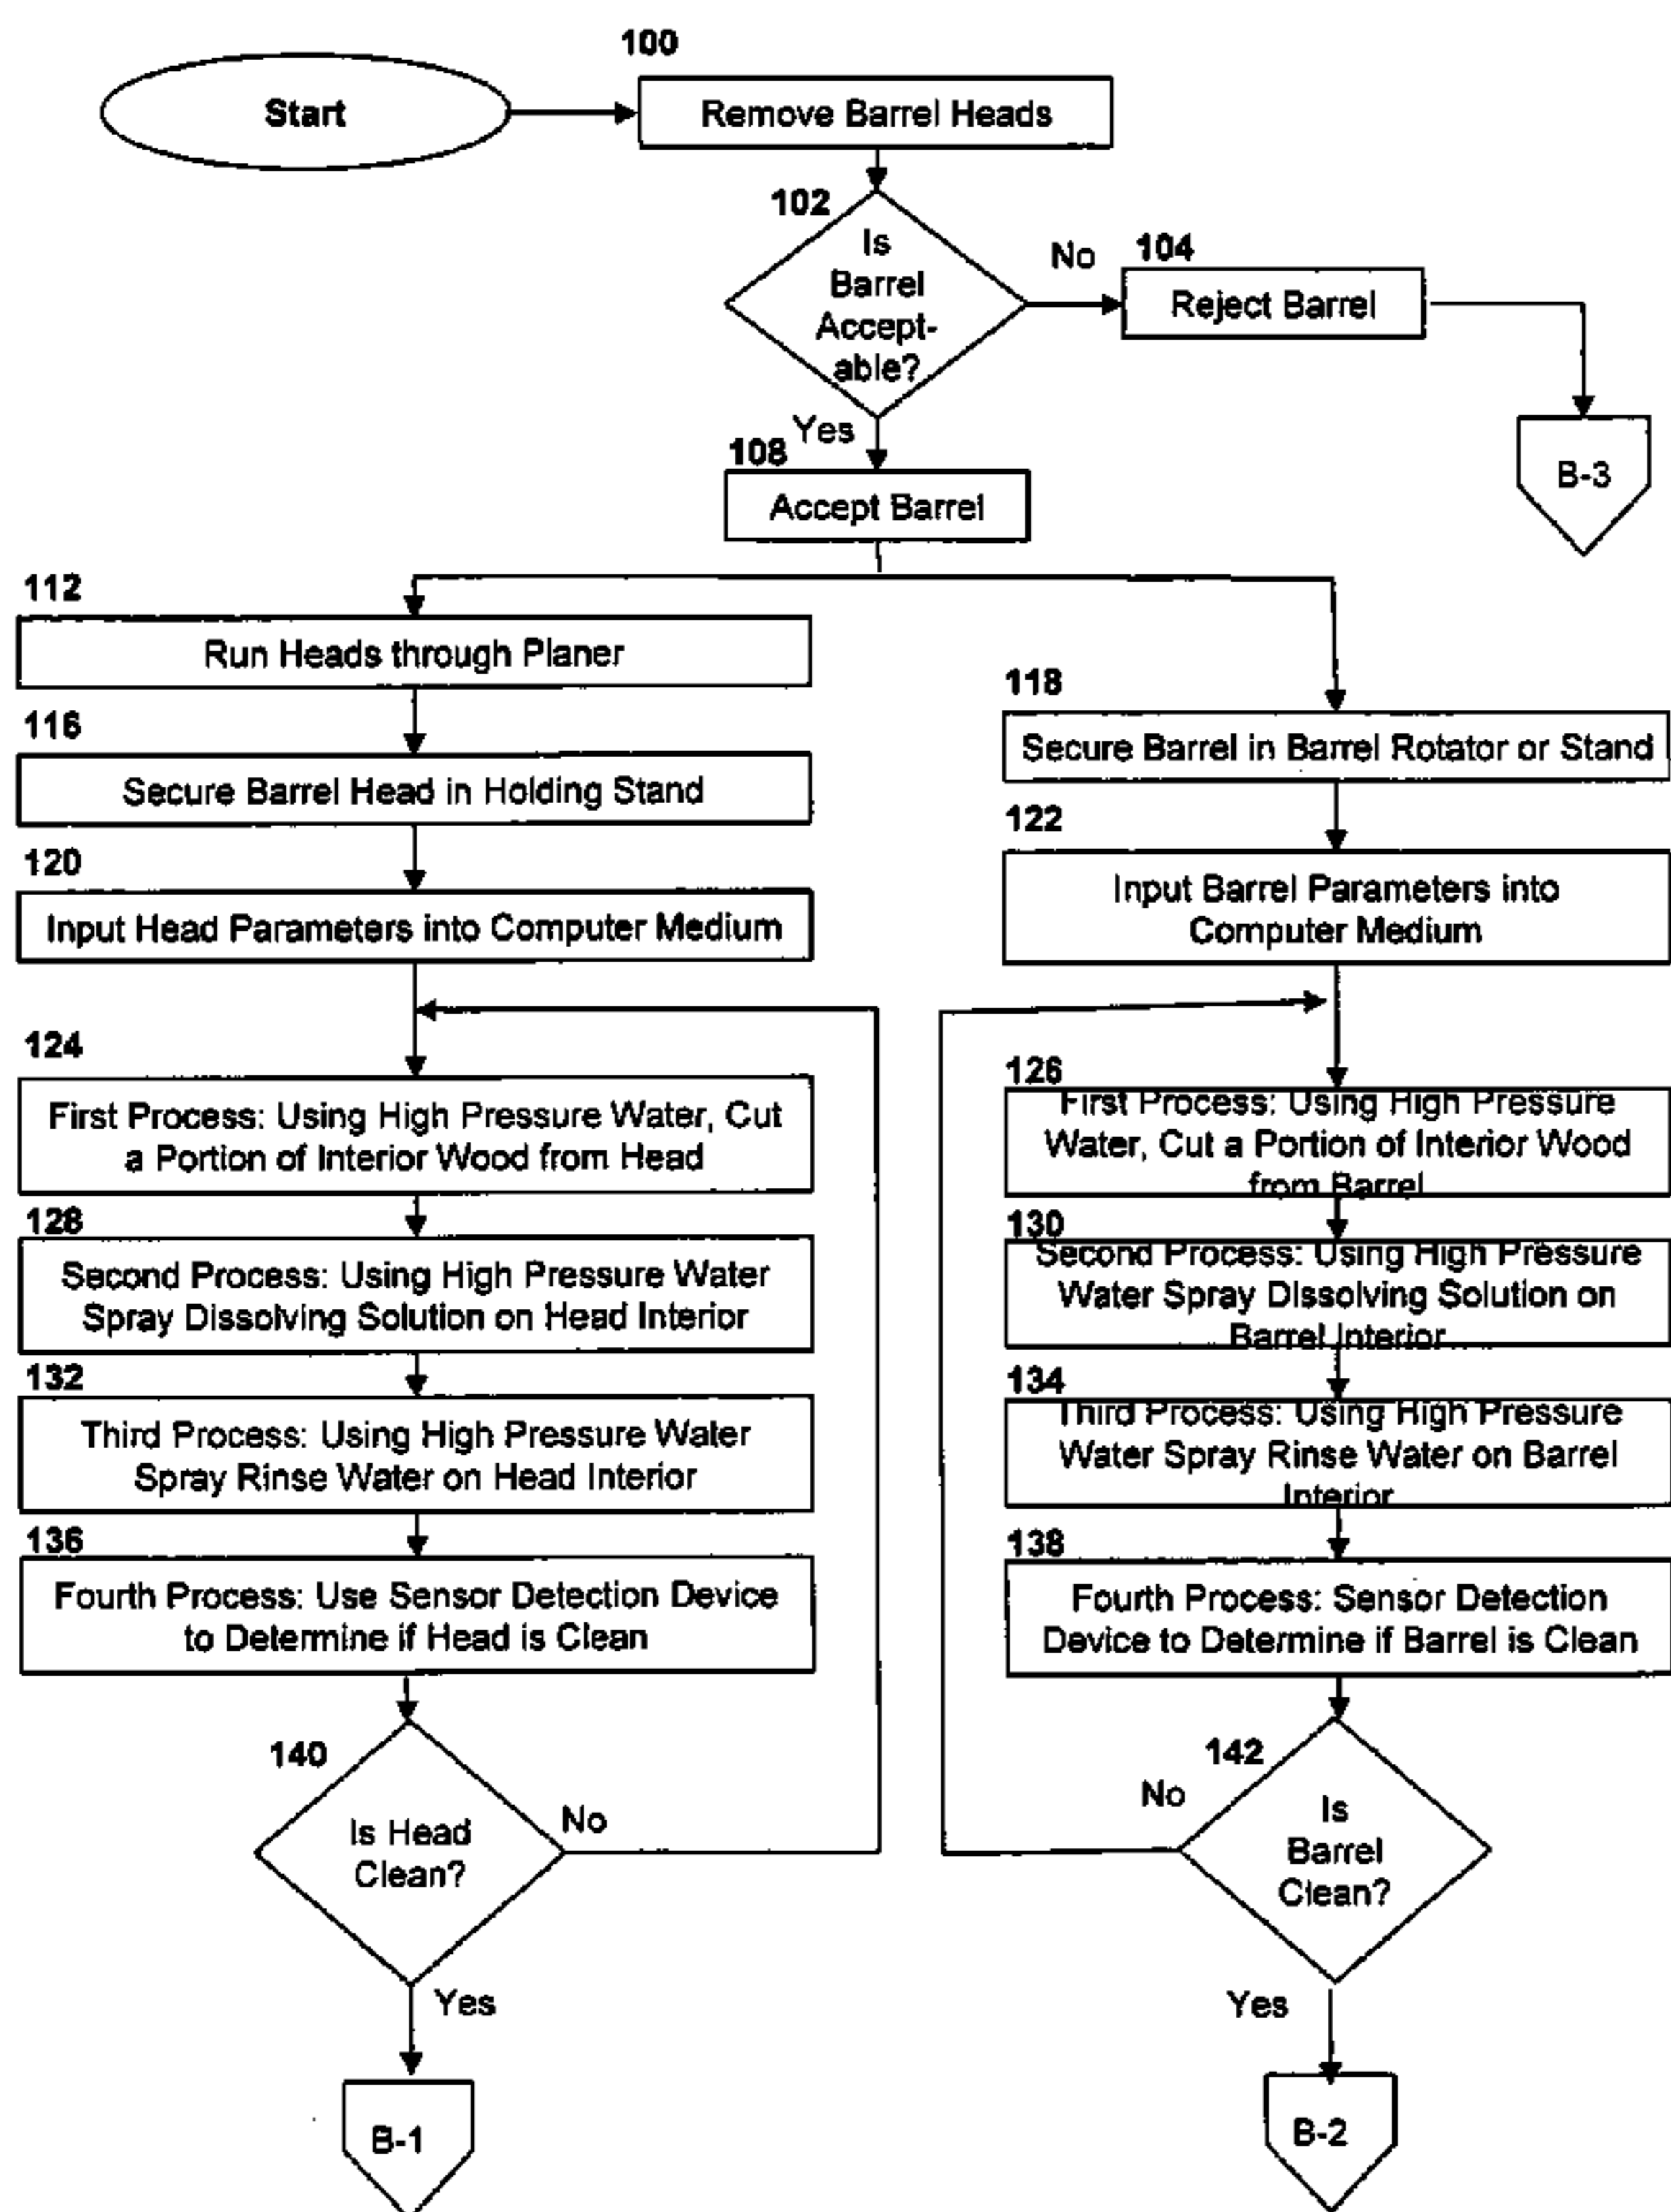 100
Start
Remove Barrel Heads
102
Is
Barrel
Accept-
able?
No
104
Reject Barrel
B-3
Yes
108
Accept Barrel
112
Run Heads through Planer
116
Secure Barrel Head in Holding Stand
120
Input Head Parameters into Computer Medium
124
First Process: Using High Pressure Water, Cut
a Portion of Interior Wood from Head
128
Second Process: Using High Pressure Water
Spray Dissolving Solution on Head Interior
132
Third Process: Using High Pressure Water
Spray Rinse Water on Head Interior
136
Fourth Process: Use Sensor Detection Device
to Determine if Head is Clean
140
Is Head
Clean?
No
Yes
B-1
118
Secure Barrel in Barrel Rotator or Stand
122
Input Barrel Parameters into
Computer Medium
126
First Process: Using High Pressure
Water, Cut a Portion of Interior Wood
from Barrel
130
Second Process: Using High Pressure
Water Spray Dissolving Solution on
Barrel Interior
134
Third Process: Using High Pressure
Water Spray Rinse Water on Barrel
Interior
138
Fourth Process: Sensor Detection
Device to Determine if Barrel is Clean
142
No
Is
Barrel
Clean?
Yes
B-2